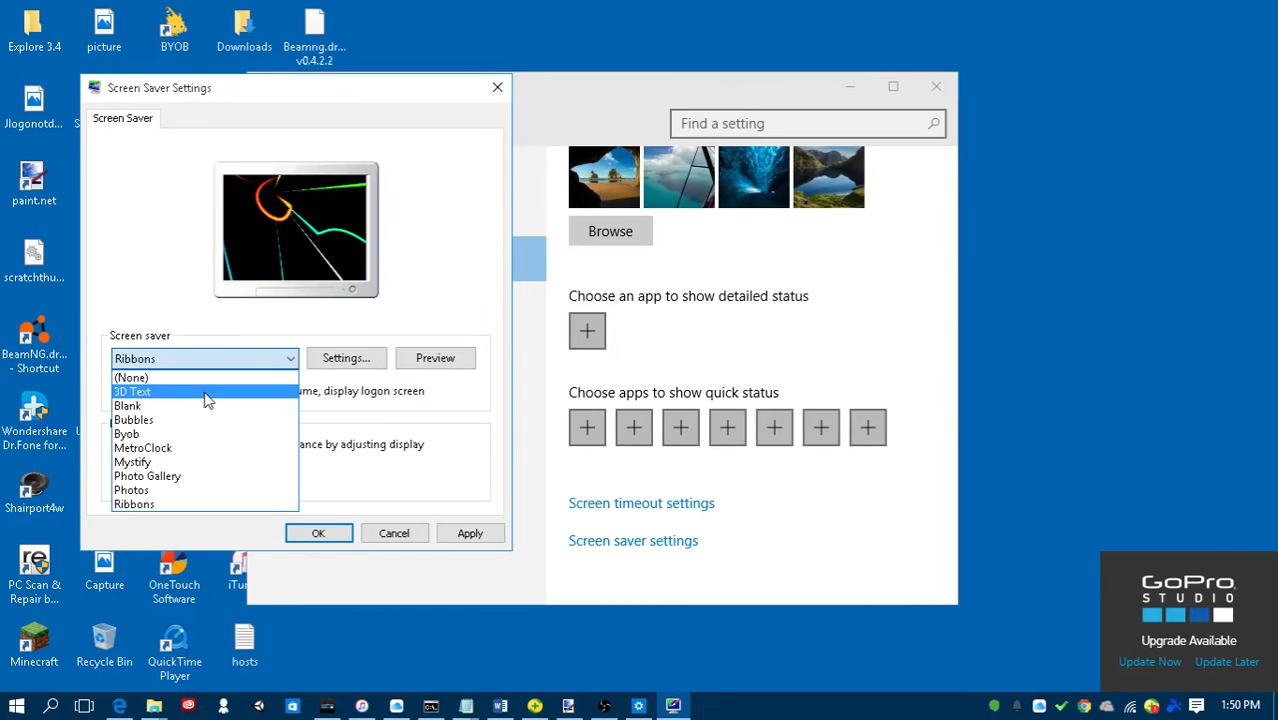 Explore 3.4
picture
BYOB
Downloads
Beamng.dr...
v0.4.2.2
Jlogonotd...
paint.net
scratchthu...
BeamNG.dr...
- Shortcut
Wondershare
Dr.Fone for...
Shairport4w
PC Scan &
Repair b...
Capture
OneTouch
Software
iTu
Minecraft
Recycle Bin
QuickTime
Player
hosts
Screen Saver Settings
Screen Saver
Screen saver
Ribbons
Settings...
Preview
(None)
3D Text
ume, display logon screen
Blank
Bubbles
Byob
MetroClock
ance by adjusting display
Mystify
Photo Gallery
Photos
Ribbons
OK
Cancel
Apply
Find a setting
Browse
Choose an app to show detailed status
Choose apps to show quick status
Screen timeout settings
Screen saver settings
GoPro
STUDIO
Upgrade Available
Update Now
Update Later
1:50 PM